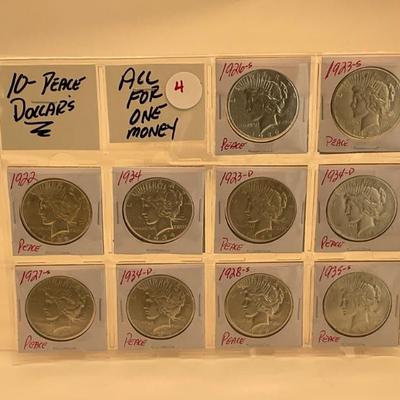 10- PEACE
DOLLAR'S
ALL
FOR
ONE
MONEY
4
1926-S
PEACE
1923-S
PEACE
1922
PEACE
1934
PEACE
1923-D
PEACE
1934-D
PEACE
1927-S
PEACE
1934-D
PEACE
1928-S
PEACE
1935-S
PEACE